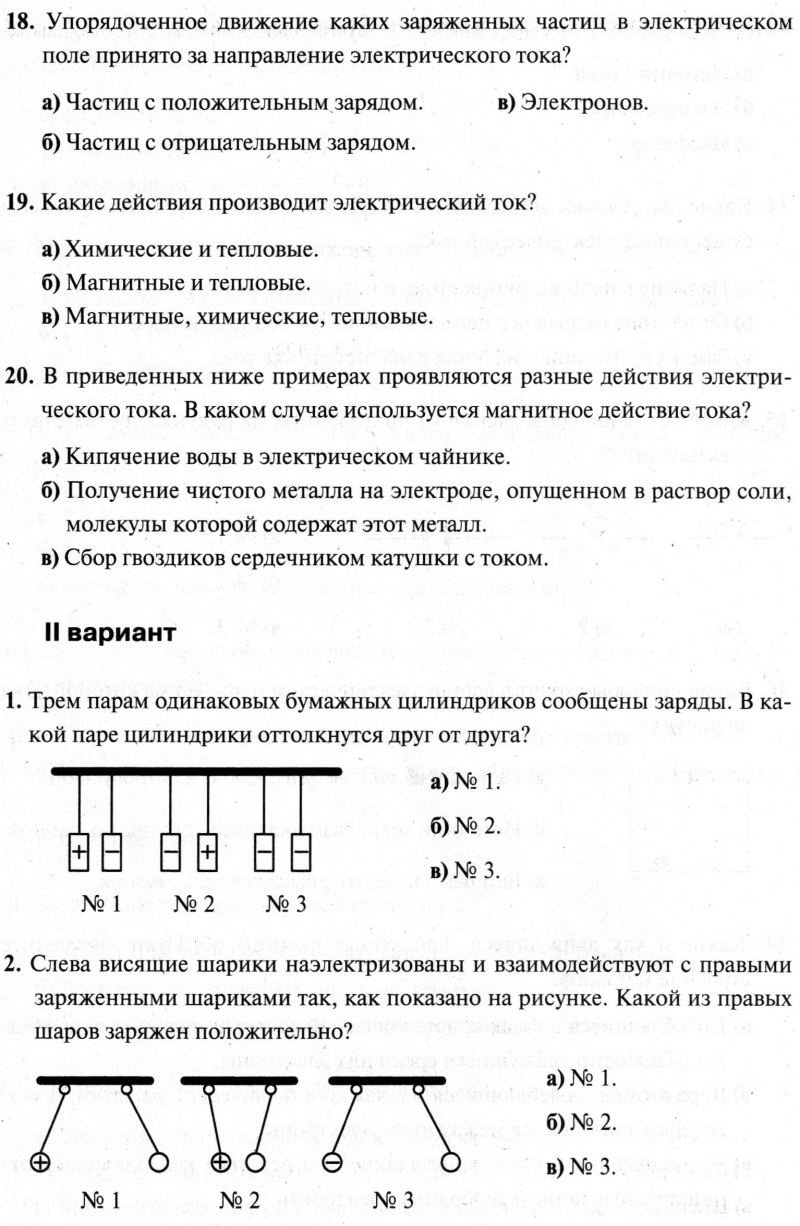 18. Упорядоченное движение каких заряженных частиц в электрическом
поле принято за направление электрического тока?
а) Частиц с положительным зарядом.
в) Электронов.
б) Частиц с отрицательным зарядом.
19. Какие действия производит электрический ток?
а) Химические и тепловые.
б) Магнитные и тепловые.
в) Магнитные, химические, тепловые.
20. В приведенных ниже примерах проявляются разные действия электри-
ческого тока. В каком случае используется магнитное действие тока?
а) Кипячение воды в электрическом чайнике.
б) Получение чистого металла на электроде, опущенном в раствор соли,
молекулы которой содержат этот металл.
в) Сбор гвоздиков сердечником катушки с током.
II вариант
1. Трем парам одинаковых бумажных цилиндриков сообщены заряды. В ка-
кой паре цилиндрики оттолкнутся друг от друга?
а) № 1.
б) № 2.
в) № 3.
+ − − + − −
№ 1 № 2 № 3
2. Слева висящие шарики наэлектризованы и взаимодействуют с правыми
заряженными шариками так, как показано на рисунке. Какой из правых
шаров заряжен положительно?
а) № 1.
б) № 2.
в) № 3.
+ + −
№ 1 № 2 № 3